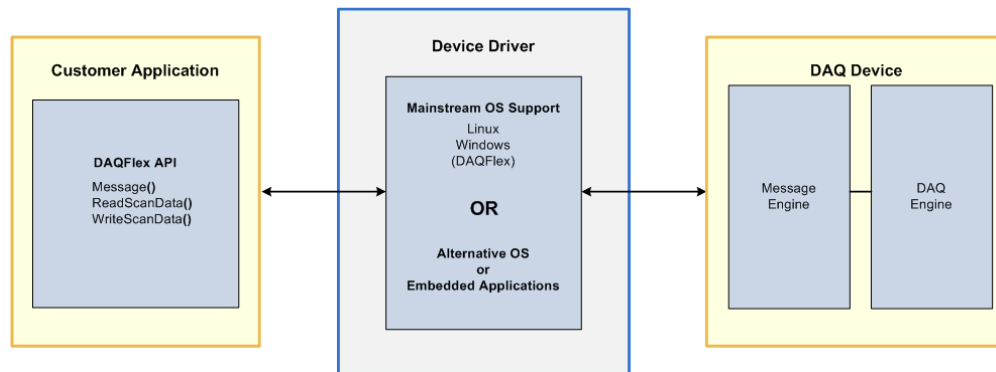 Customer Application
DAQFlex API
Message()
ReadScanData()
WriteScanData()
Device Driver
Mainstream OS Support
Linux
Windows
(DAQFlex)
OR
Alternative OS
or
Embedded Applications
DAQ Device
Message
Engine
DAQ
Engine